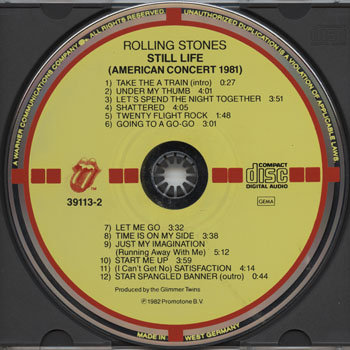 A WARNER COMMUNICATIONS COMPANY ®. ALL RIGHTS RESERVED.
UNAUTHORIZED DUPLICATION IS A VIOLATION OF APPLICABLE LAWS.
ROLLING STONES
STILL LIFE
(AMERICAN CONCERT 1981)
1) TAKE THE A TRAIN (intro) 0:27
2) UNDER MY THUMB 4:01
3) LET'S SPEND THE NIGHT TOGETHER 3:51
4) SHATTERED 4:05
5) TWENTY FLIGHT ROCK 1:48
6) GOING TO A GO-GO 3:31
39113-2
COMPACT
disc
DIGITAL AUDIO
GEMA
7) LET ME GO 3:32
8) TIME IS ON MY SIDE 3:38
9) JUST MY IMAGINATION
(Running Away With Me) 5:12
10) START ME UP 3:59
11) (I Can't Get No) SATISFACTION 4:14
12) STAR SPANGLED BANNER (outro) 0:44
Produced by the Glimmer Twins
℗1982 Promotone B.V.
MADE IN
WEST GERMANY